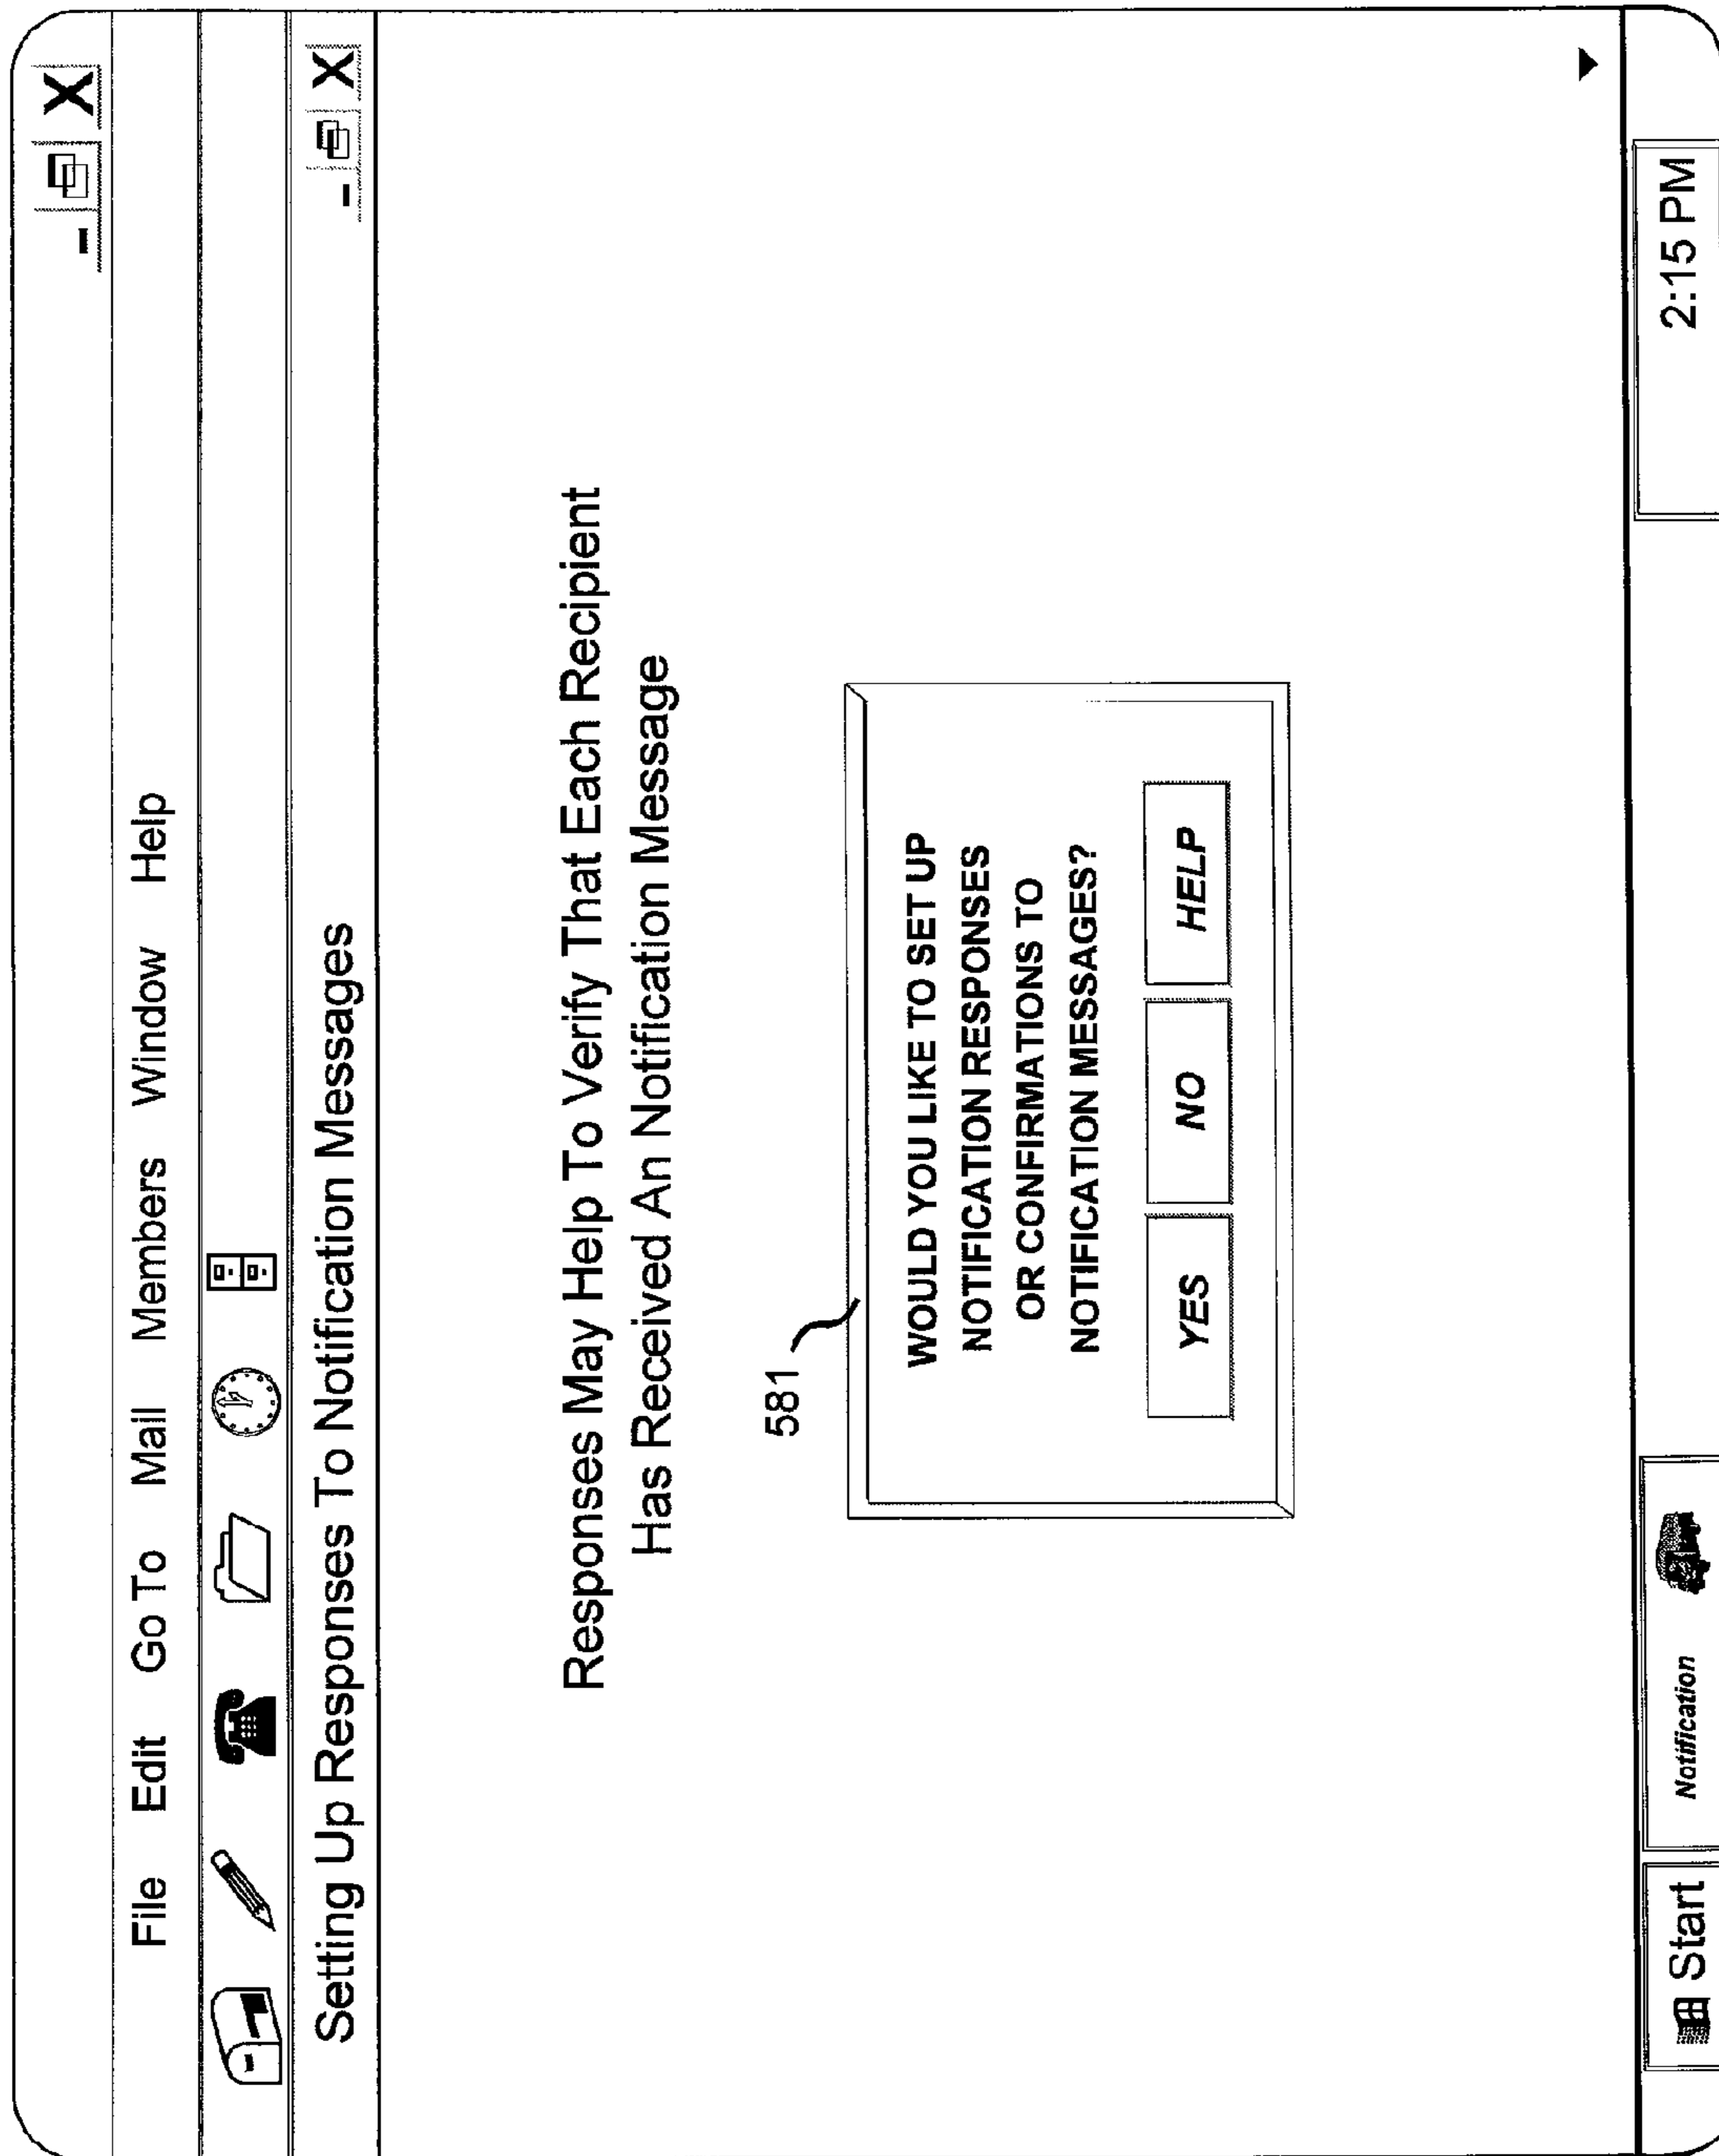 File Edit Go To Mail Members Window Help
Setting Up Responses To Notification Messages
Responses May Help To Verify That Each Recipient
Has Received An Notification Message
581
WOULD YOU LIKE TO SET UP
NOTIFICATION RESPONSES
OR CONFIRMATIONS TO
NOTIFICATION MESSAGES?
YES NO HELP
Start Notification 2:15 PM